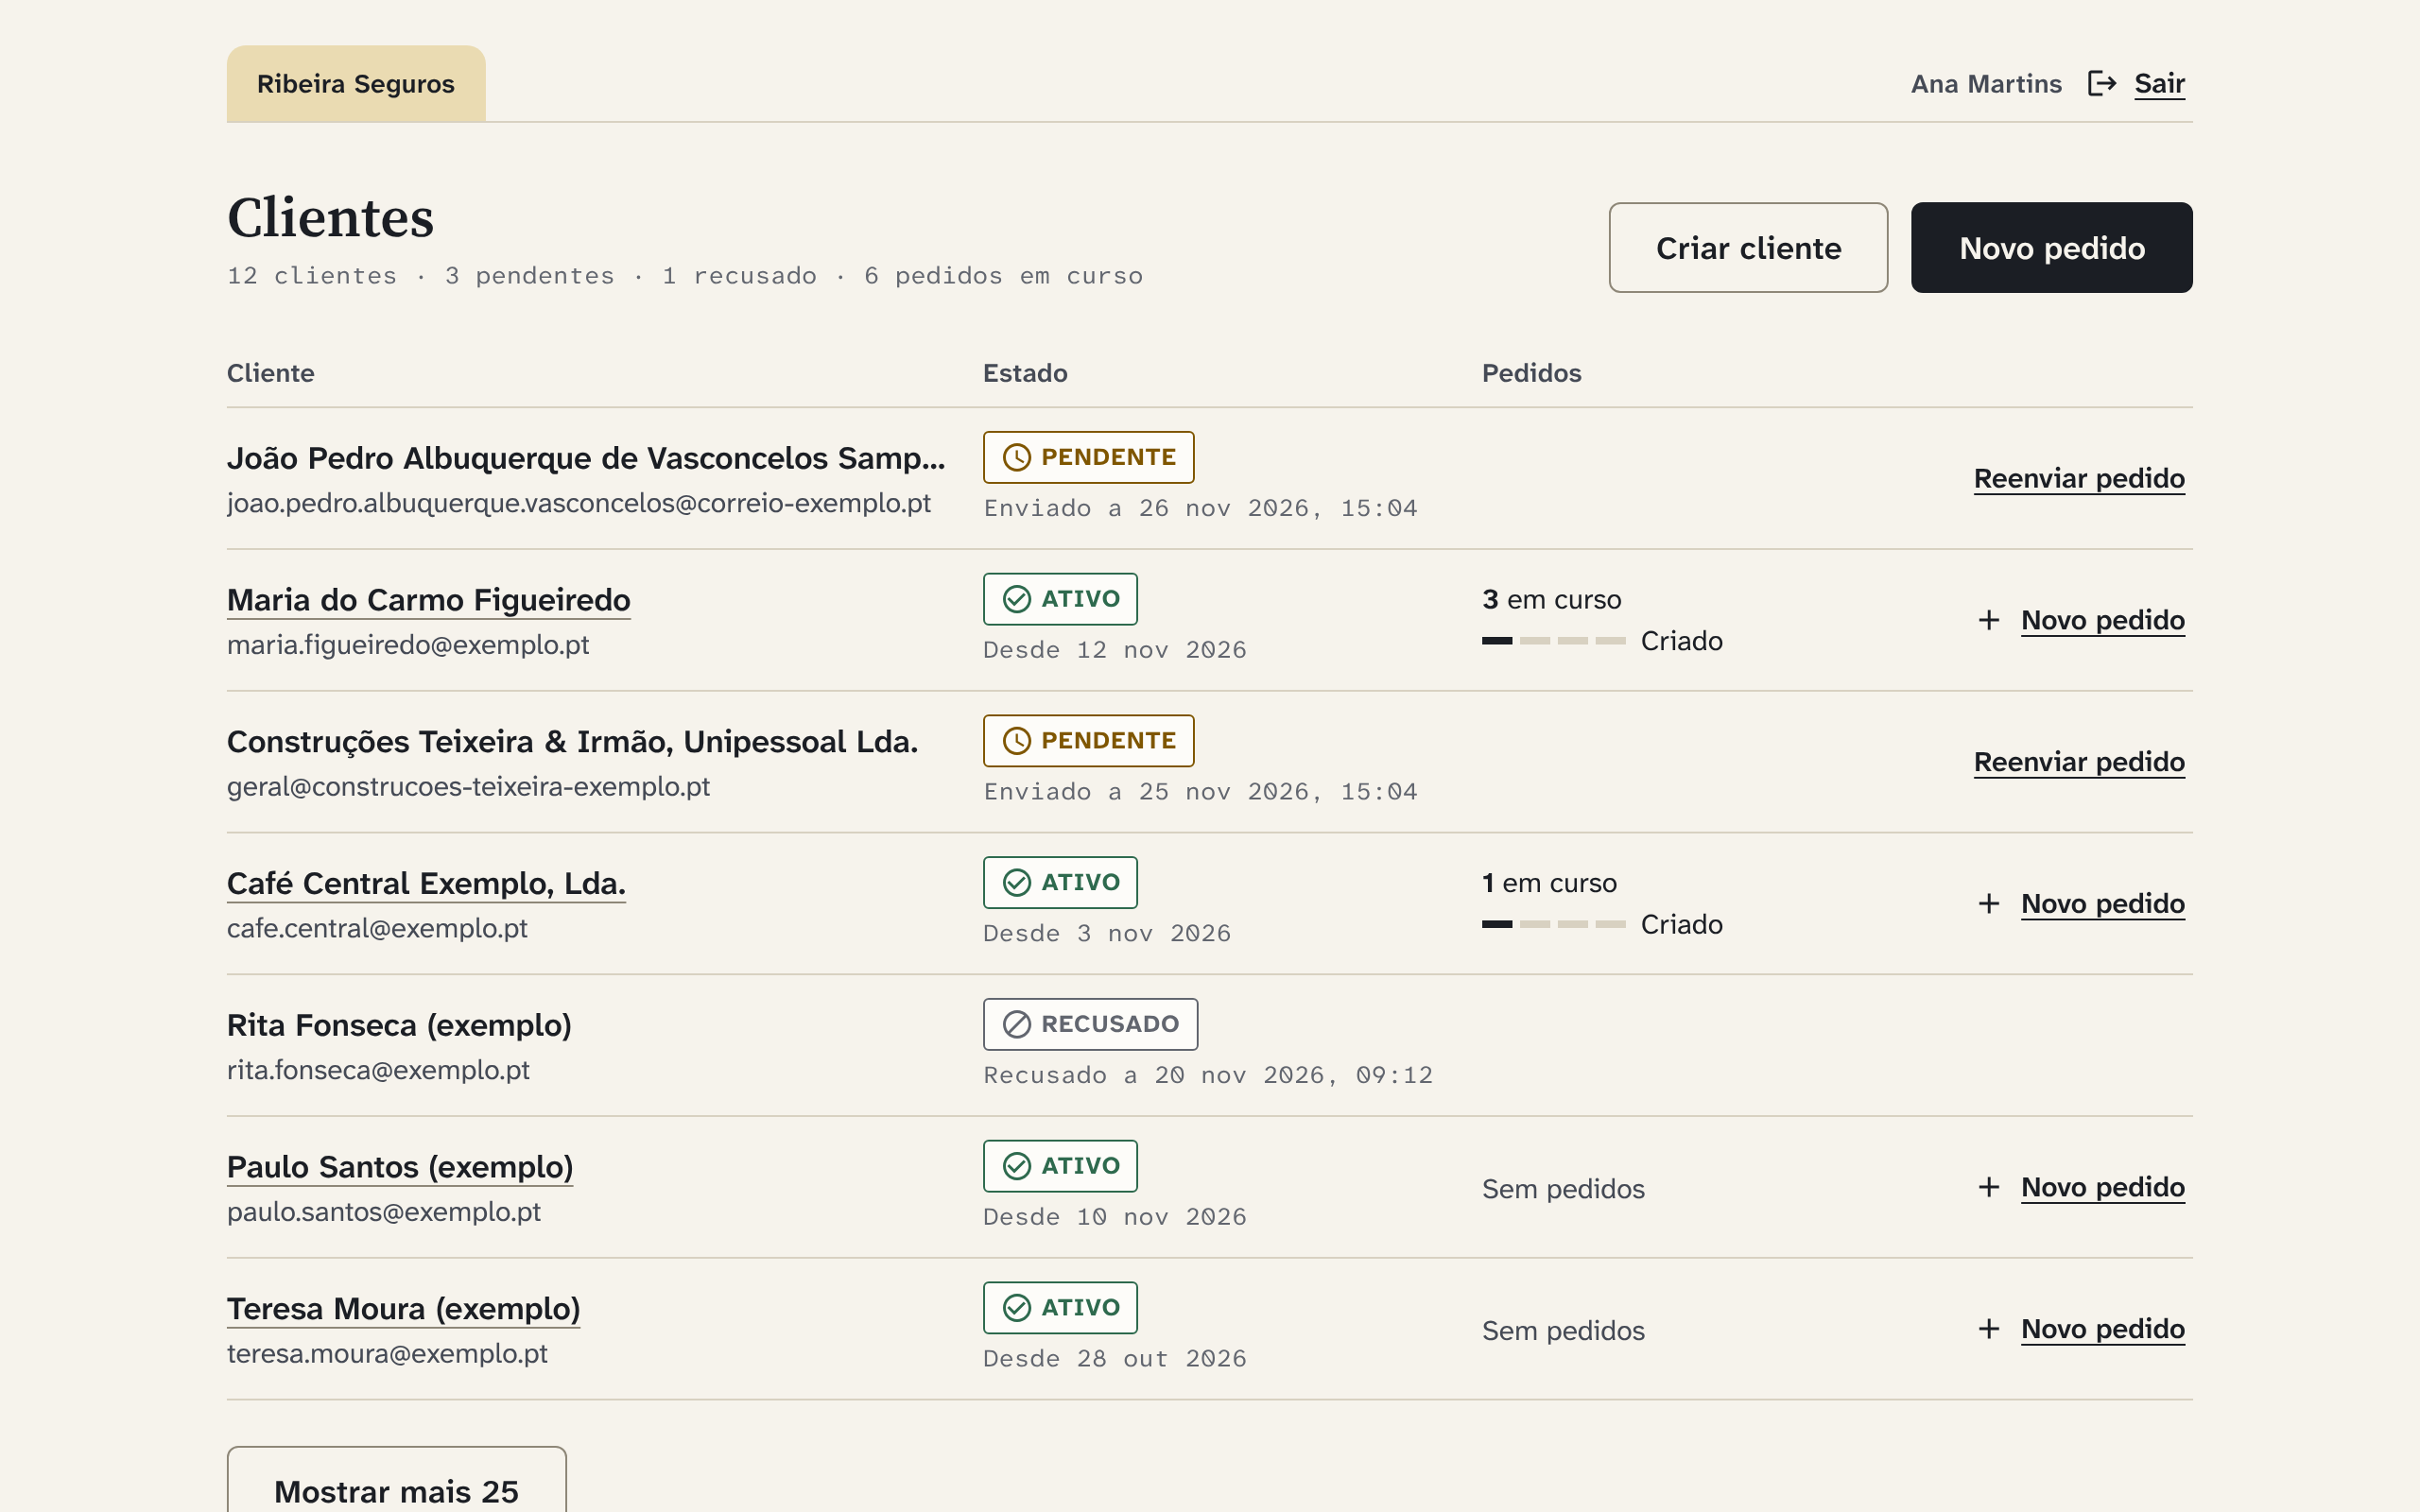 Ribeira Seguros
Ana Martins Sair
Clientes
12 clientes · 3 pendentes · 1 recusado · 6 pedidos em curso
Criar cliente
Novo pedido
Cliente Estado Pedidos
João Pedro Albuquerque de Vasconcelos Samp...
joao.pedro.albuquerque.vasconcelos@correio-exemplo.pt
PENDENTE
Enviado a 26 nov 2026, 15:04
Reenviar pedido
Maria do Carmo Figueiredo
maria.figueiredo@exemplo.pt
ATIVO
Desde 12 nov 2026
3 em curso
Criado
+ Novo pedido
Construções Teixeira & Irmão, Unipessoal Lda.
geral@construcoes-teixeira-exemplo.pt
PENDENTE
Enviado a 25 nov 2026, 15:04
Reenviar pedido
Café Central Exemplo, Lda.
cafe.central@exemplo.pt
ATIVO
Desde 3 nov 2026
1 em curso
Criado
+ Novo pedido
Rita Fonseca (exemplo)
rita.fonseca@exemplo.pt
RECUSADO
Recusado a 20 nov 2026, 09:12
Paulo Santos (exemplo)
paulo.santos@exemplo.pt
ATIVO
Desde 10 nov 2026
Sem pedidos
+ Novo pedido
Teresa Moura (exemplo)
teresa.moura@exemplo.pt
ATIVO
Desde 28 out 2026
Sem pedidos
+ Novo pedido
Mostrar mais 25